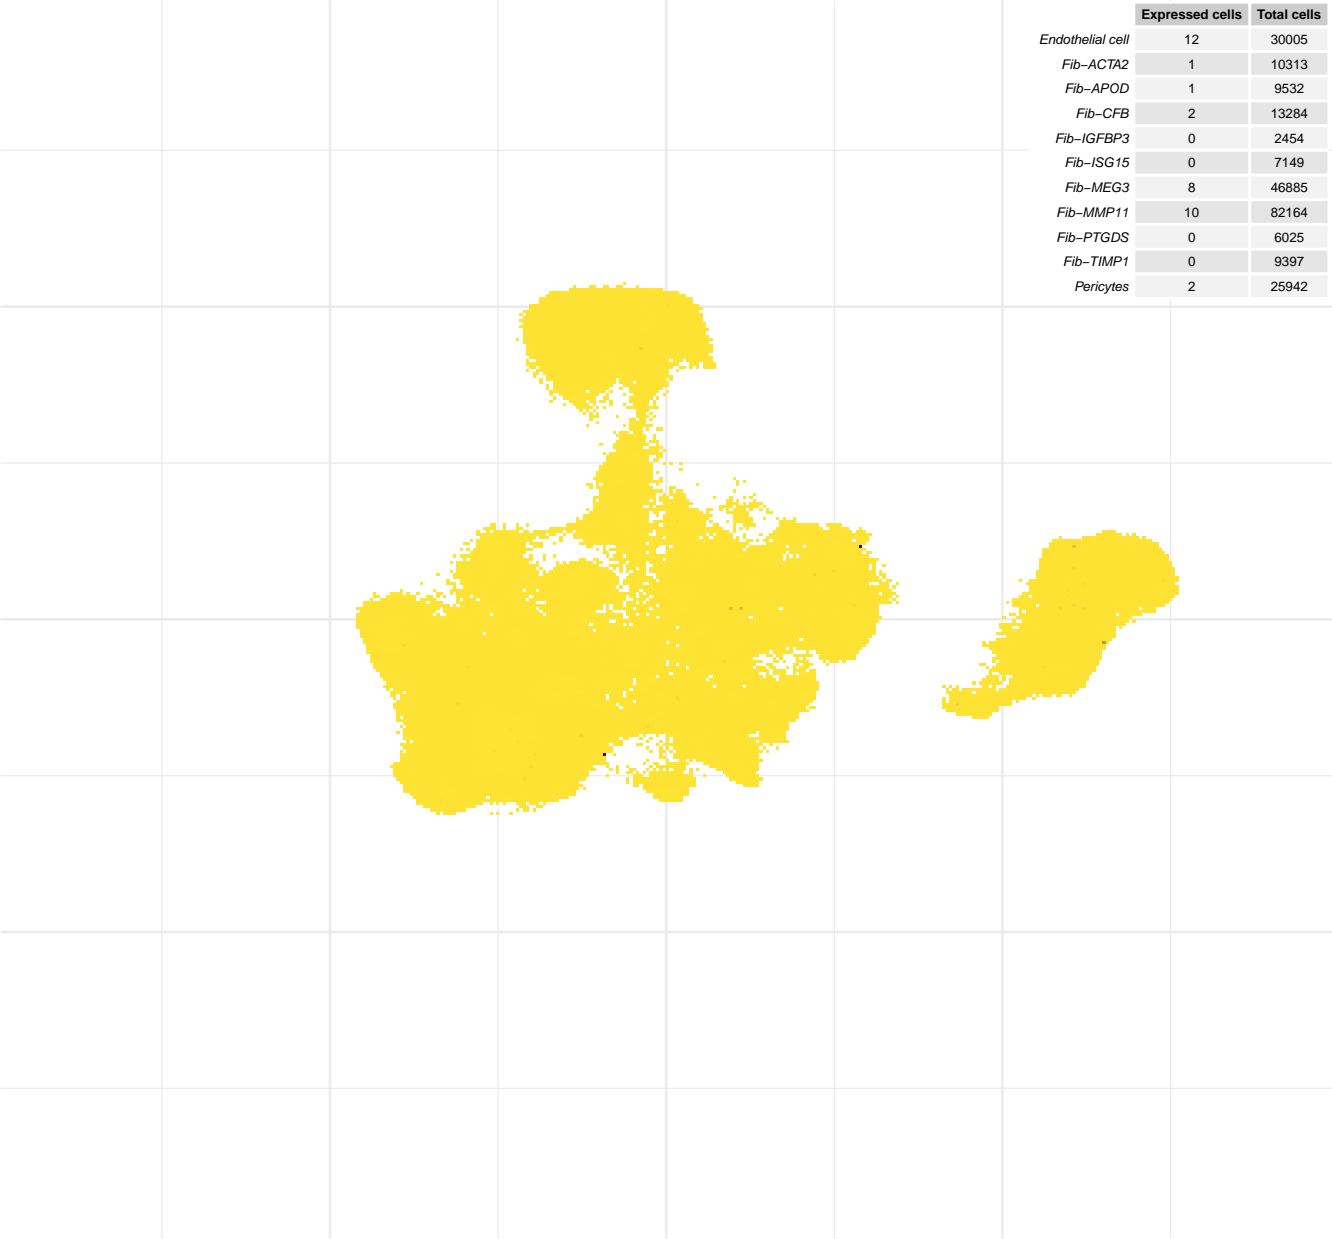 Expressed cells Total cells
Endothelial cell 12 30005
Fib−ACTA2 1 10313
Fib−APOD 1 9532
Fib−CFB 2 13284
Fib−IGFBP3 0 2454
Fib−ISG15 0 7149
Fib−MEG3 8 46885
Fib−MMP11 10 82164
Fib−PTGDS 0 6025
Fib−TIMP1 0 9397
Pericytes 2 25942